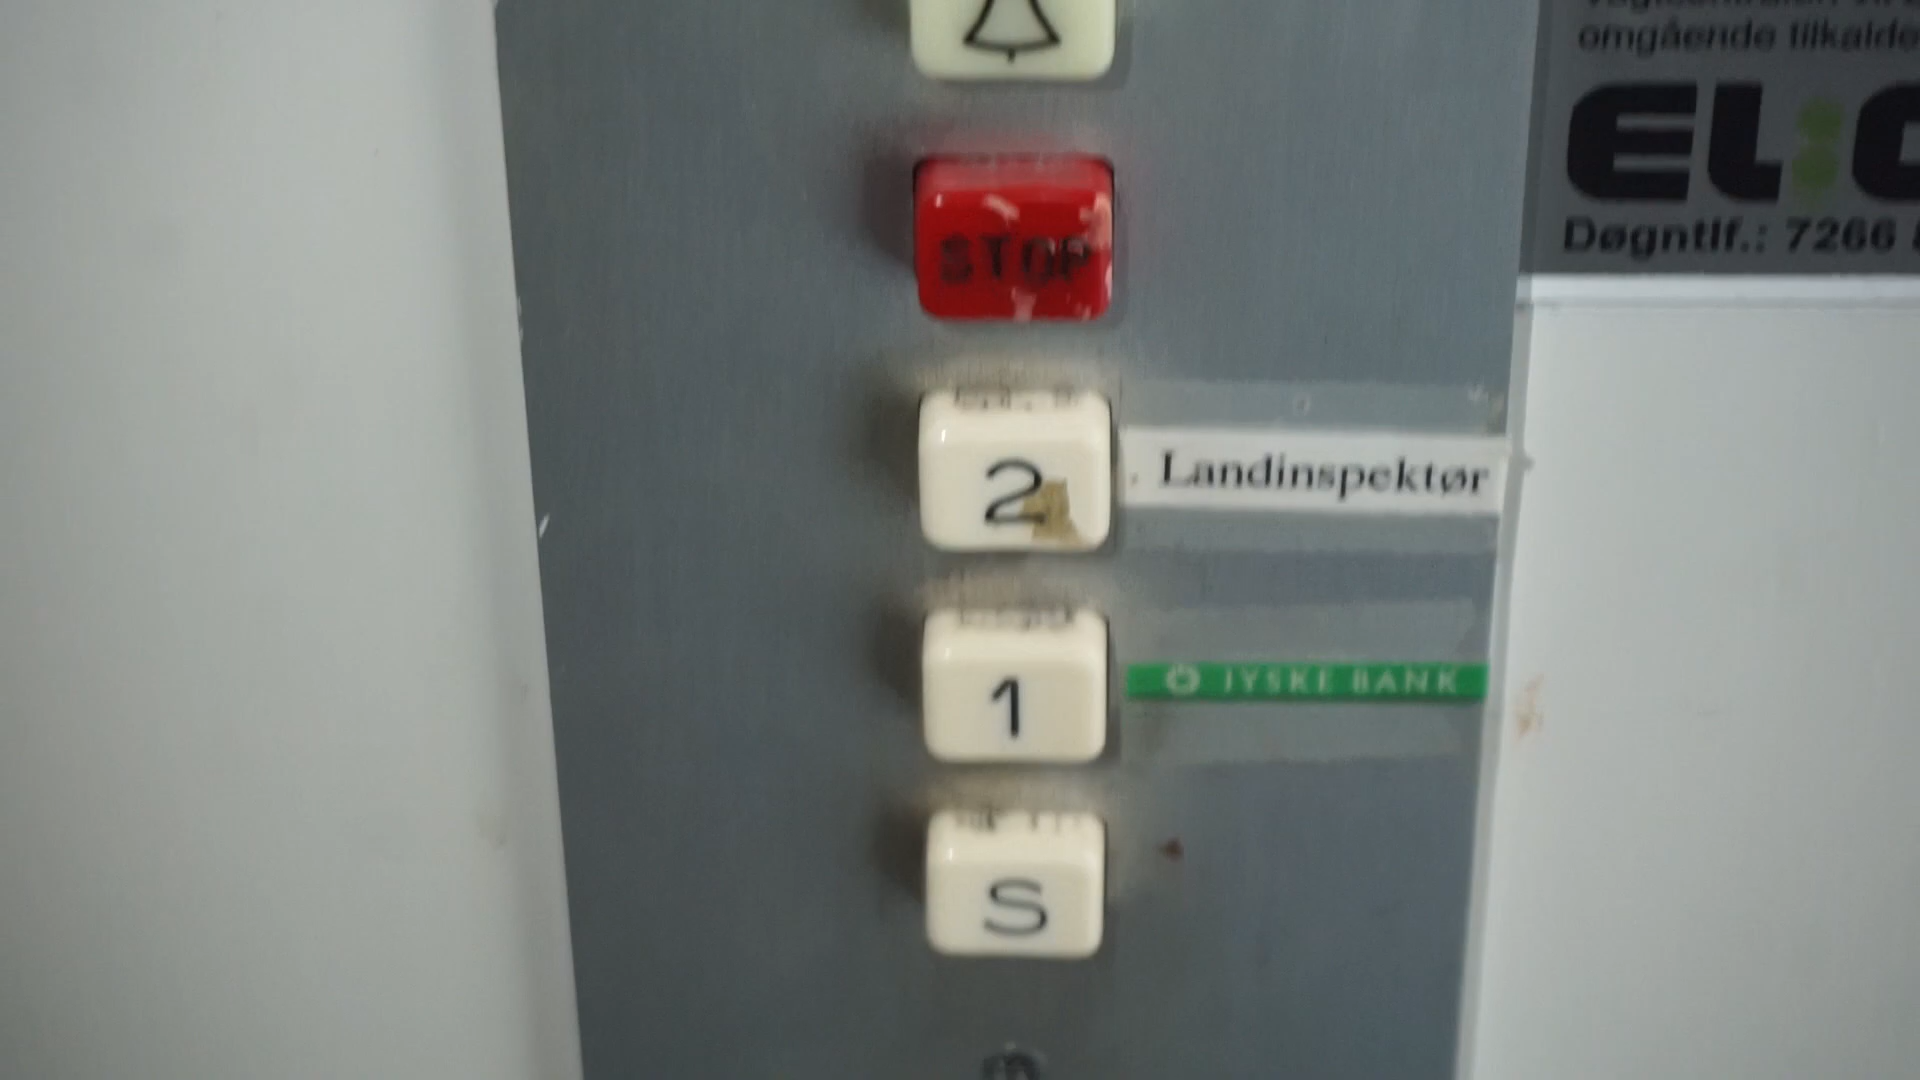 omgående tilkalde
EL:C
Døgntlf.: 7266
STOP
2 Landinspektør
1 JYSKE BANK
S